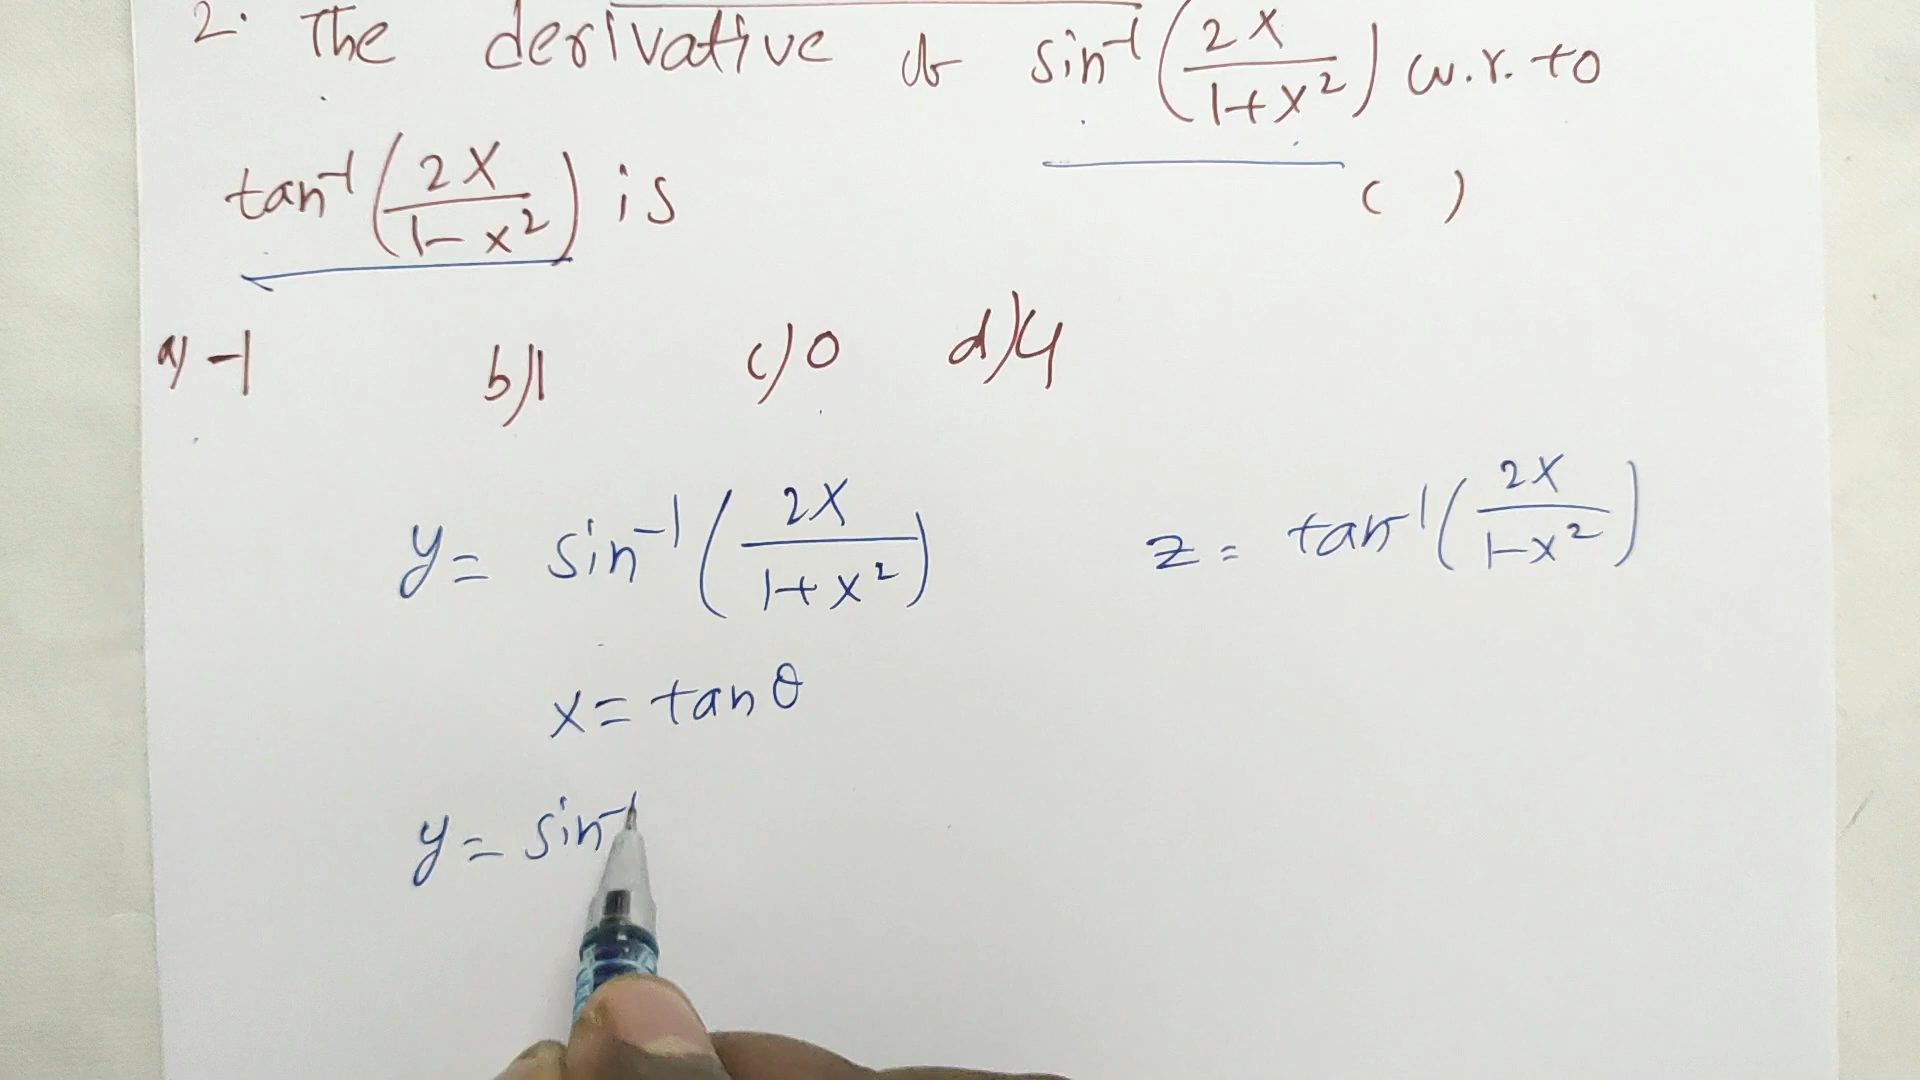 2. The derivative of sin⁻¹(2x/(1+x²)) w.r. to
tan⁻¹(2x/(1-x²)) is ( )
a) -1 b) 1 c) 0 d) 4
y = sin⁻¹(2x/(1+x²)) z = tan⁻¹(2x/(1-x²))
x = tan θ
y = sin⁻¹